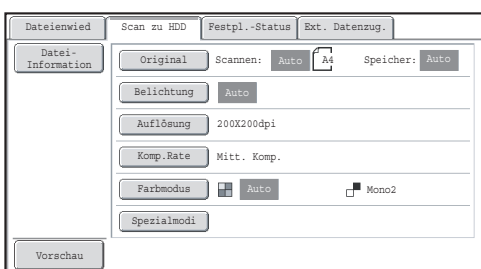 Dateienwied Scan zu HDD Festpl.-Status Ext. Datenzug.
Datei-
Information
Original Scannen: Auto A4 Speicher: Auto
Belichtung Auto
Auflösung 200X200dpi
Komp.Rate Mitt. Komp.
Farbmodus Auto Mono2
Spezialmodi
Vorschau